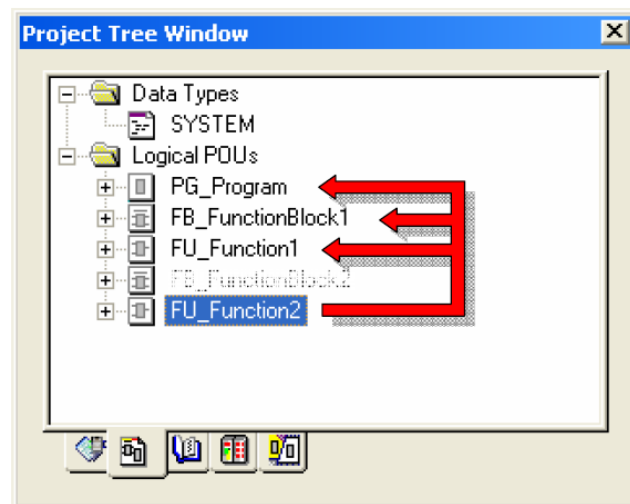 Project Tree Window
Data Types
SYSTEM
Logical POUs
PG_Program
FB_FunctionBlock1
FU_Function1
FB_FunctionBlock2
FU_Function2